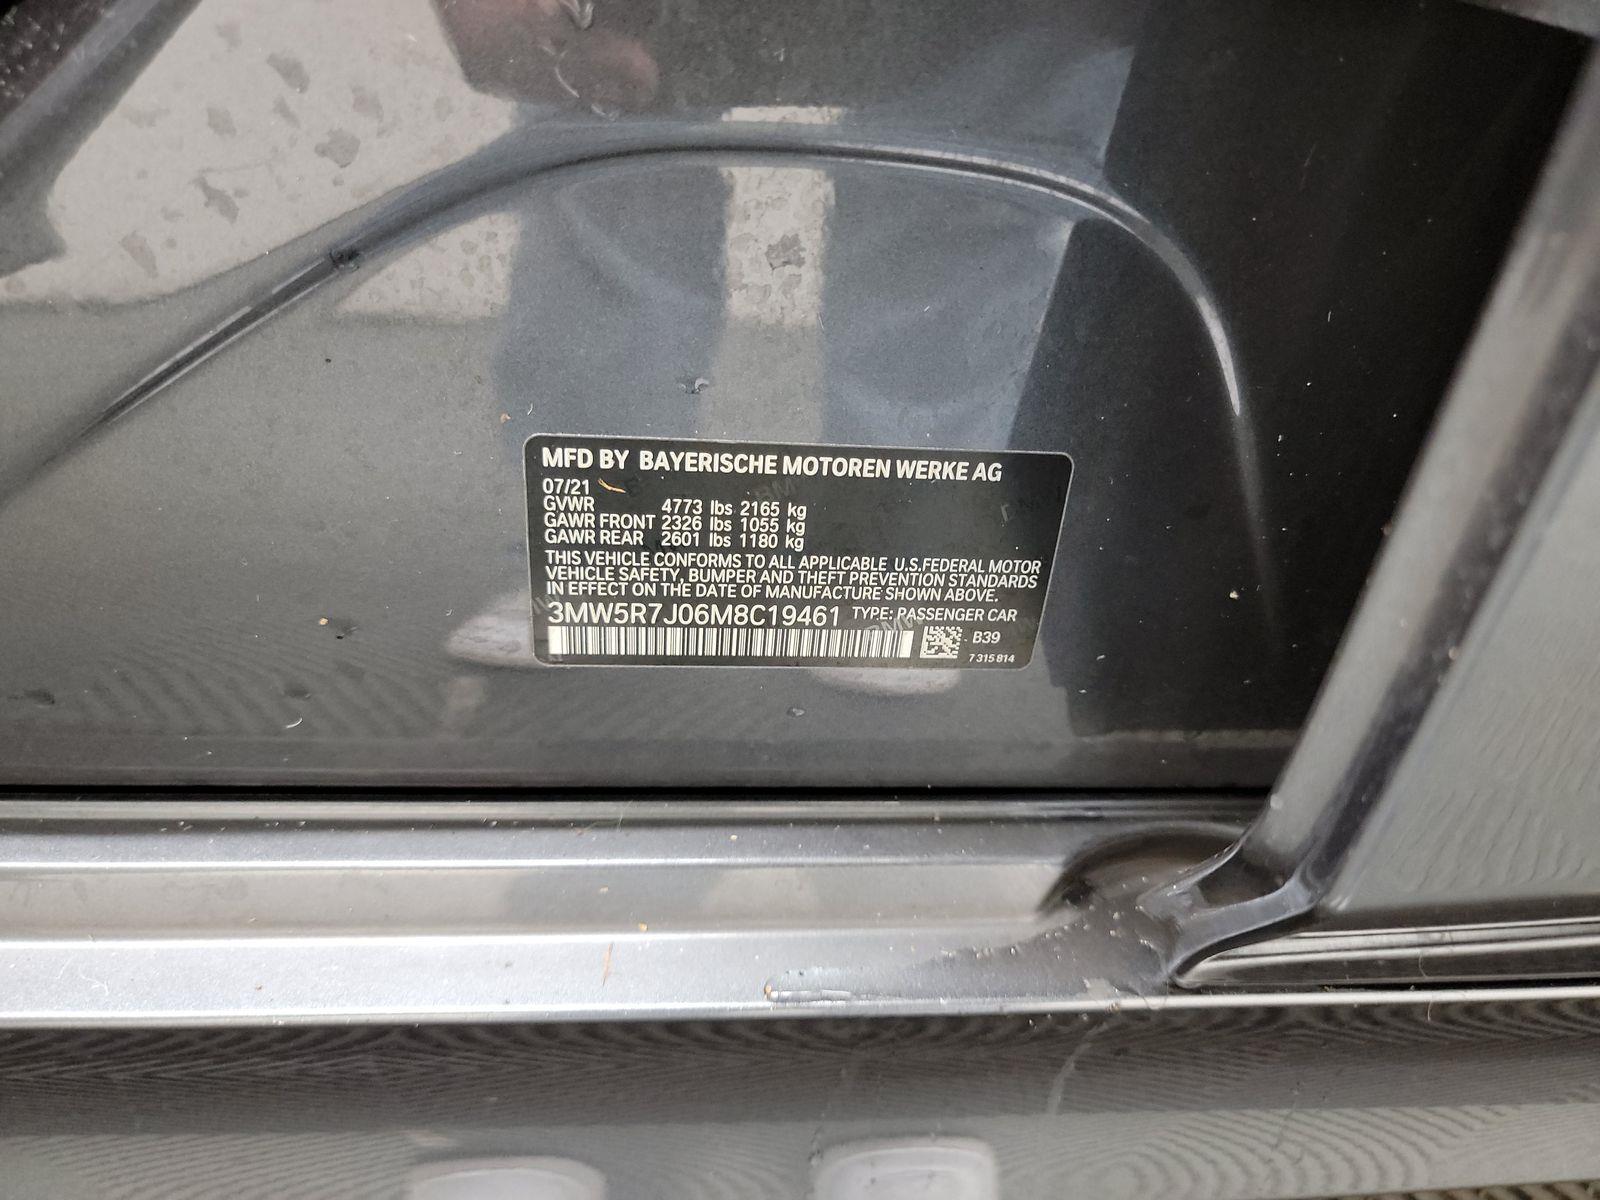 MFD BY BAYERISCHE MOTOREN WERKE AG
07/21
GVWR 4773 lbs 2165 kg
GAWR FRONT 2326 lbs 1055 kg
GAWR REAR 2601 lbs 1180 kg
THIS VEHICLE CONFORMS TO ALL APPLICABLE U.S.FEDERAL MOTOR
VEHICLE SAFETY, BUMPER AND THEFT PREVENTION STANDARDS
IN EFFECT ON THE DATE OF MANUFACTURE SHOWN ABOVE.
3MW5R7J06M8C19461 TYPE: PASSENGER CAR
B39
7 315 814